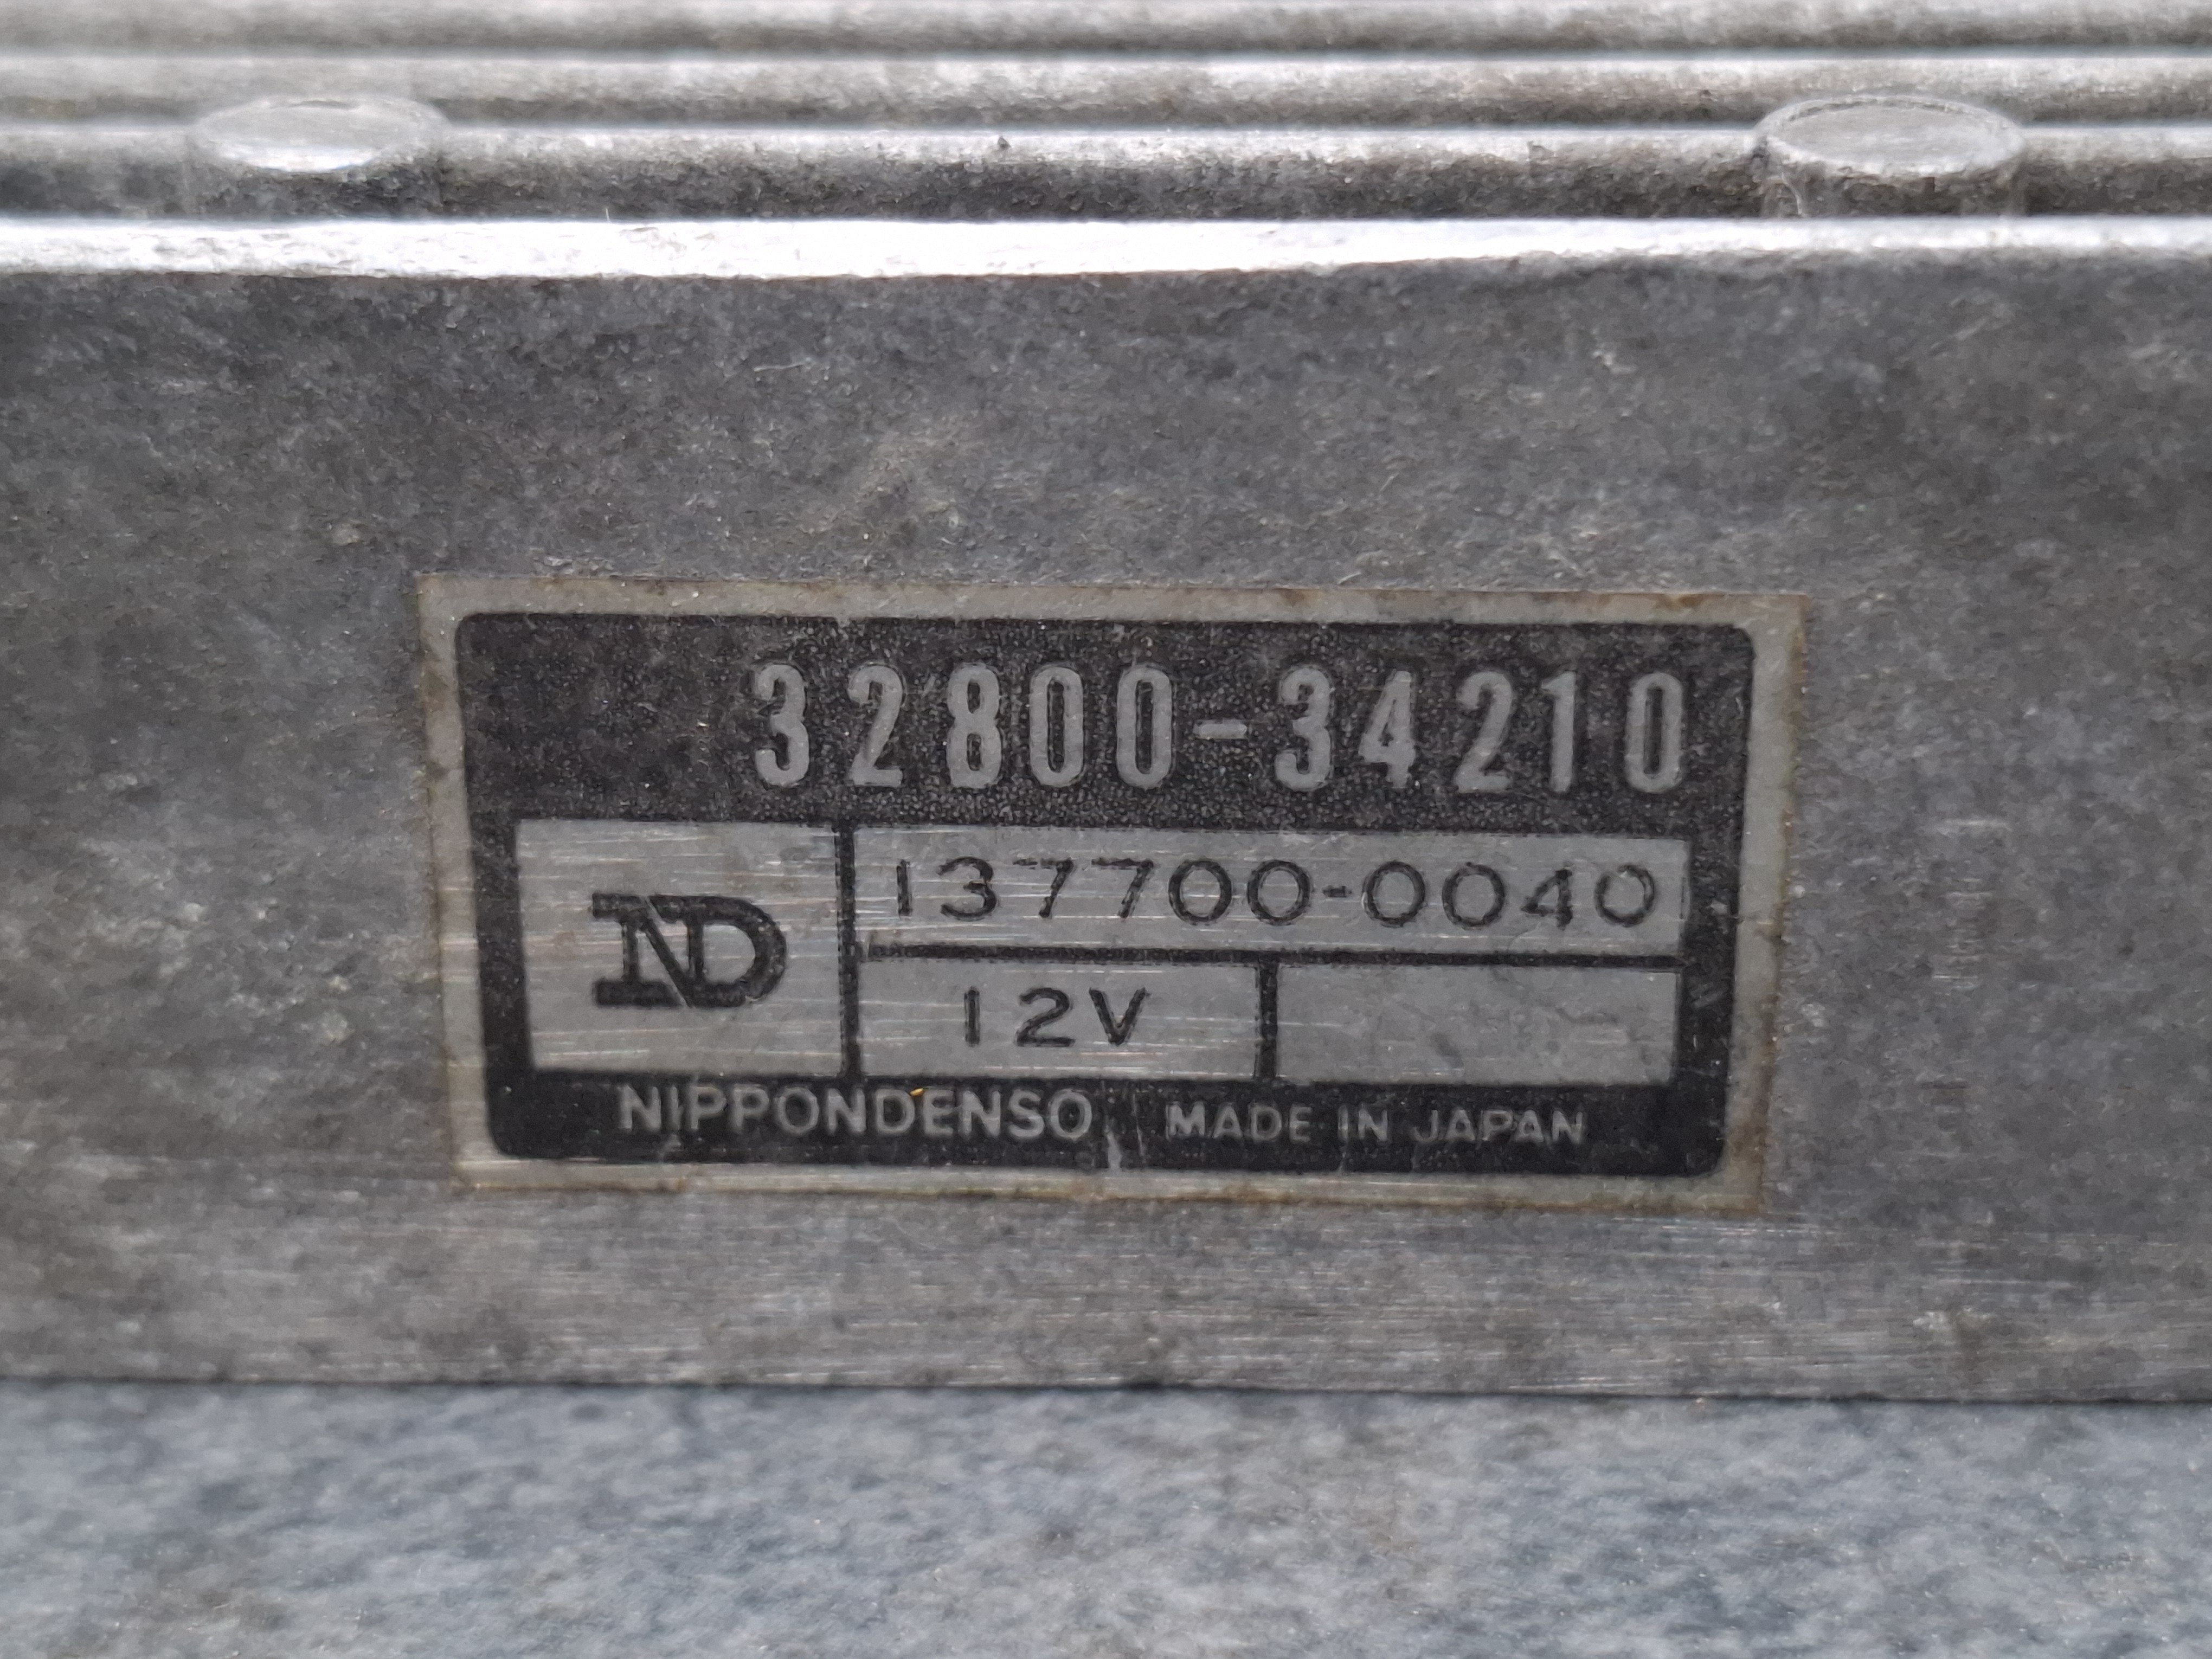 32800-34210
ND
137700-0040
12V
NIPPONDENSO MADE IN JAPAN